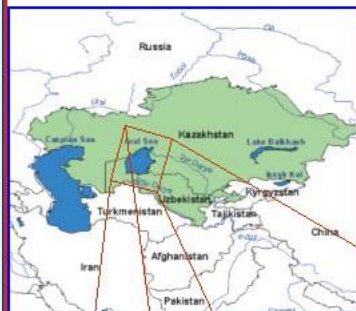 Russia
Ob
Tobol
Ural
Caspian Sea
Aral Sea
Kazakhstan
Lake Balkhash
Syr Darya
Issyk Kul
Kyrgyzstan
Uzbekistan
Turkmenistan
Tajikistan
China
Iran
Afghanistan
Pakistan